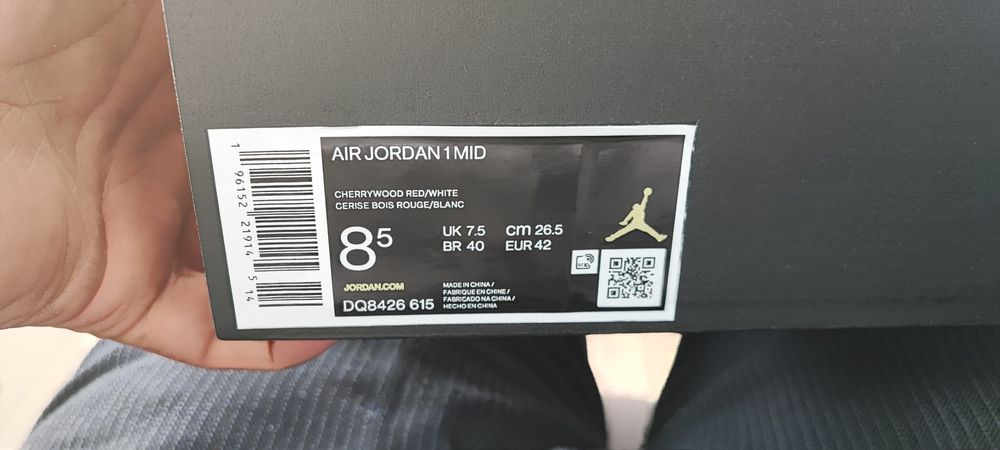 1 96152 21914 5 14
AIR JORDAN 1 MID
CHERRYWOOD RED/WHITE
CERISE BOIS ROUGE/BLANC
8 5
UK 7.5 cm 26.5
BR 40 EUR 42
JORDAN.COM
DQ8426 615
MADE IN CHINA /
FABRIQUE EN CHINE /
FABRICADO NA CHINA /
HECHO EN CHINA